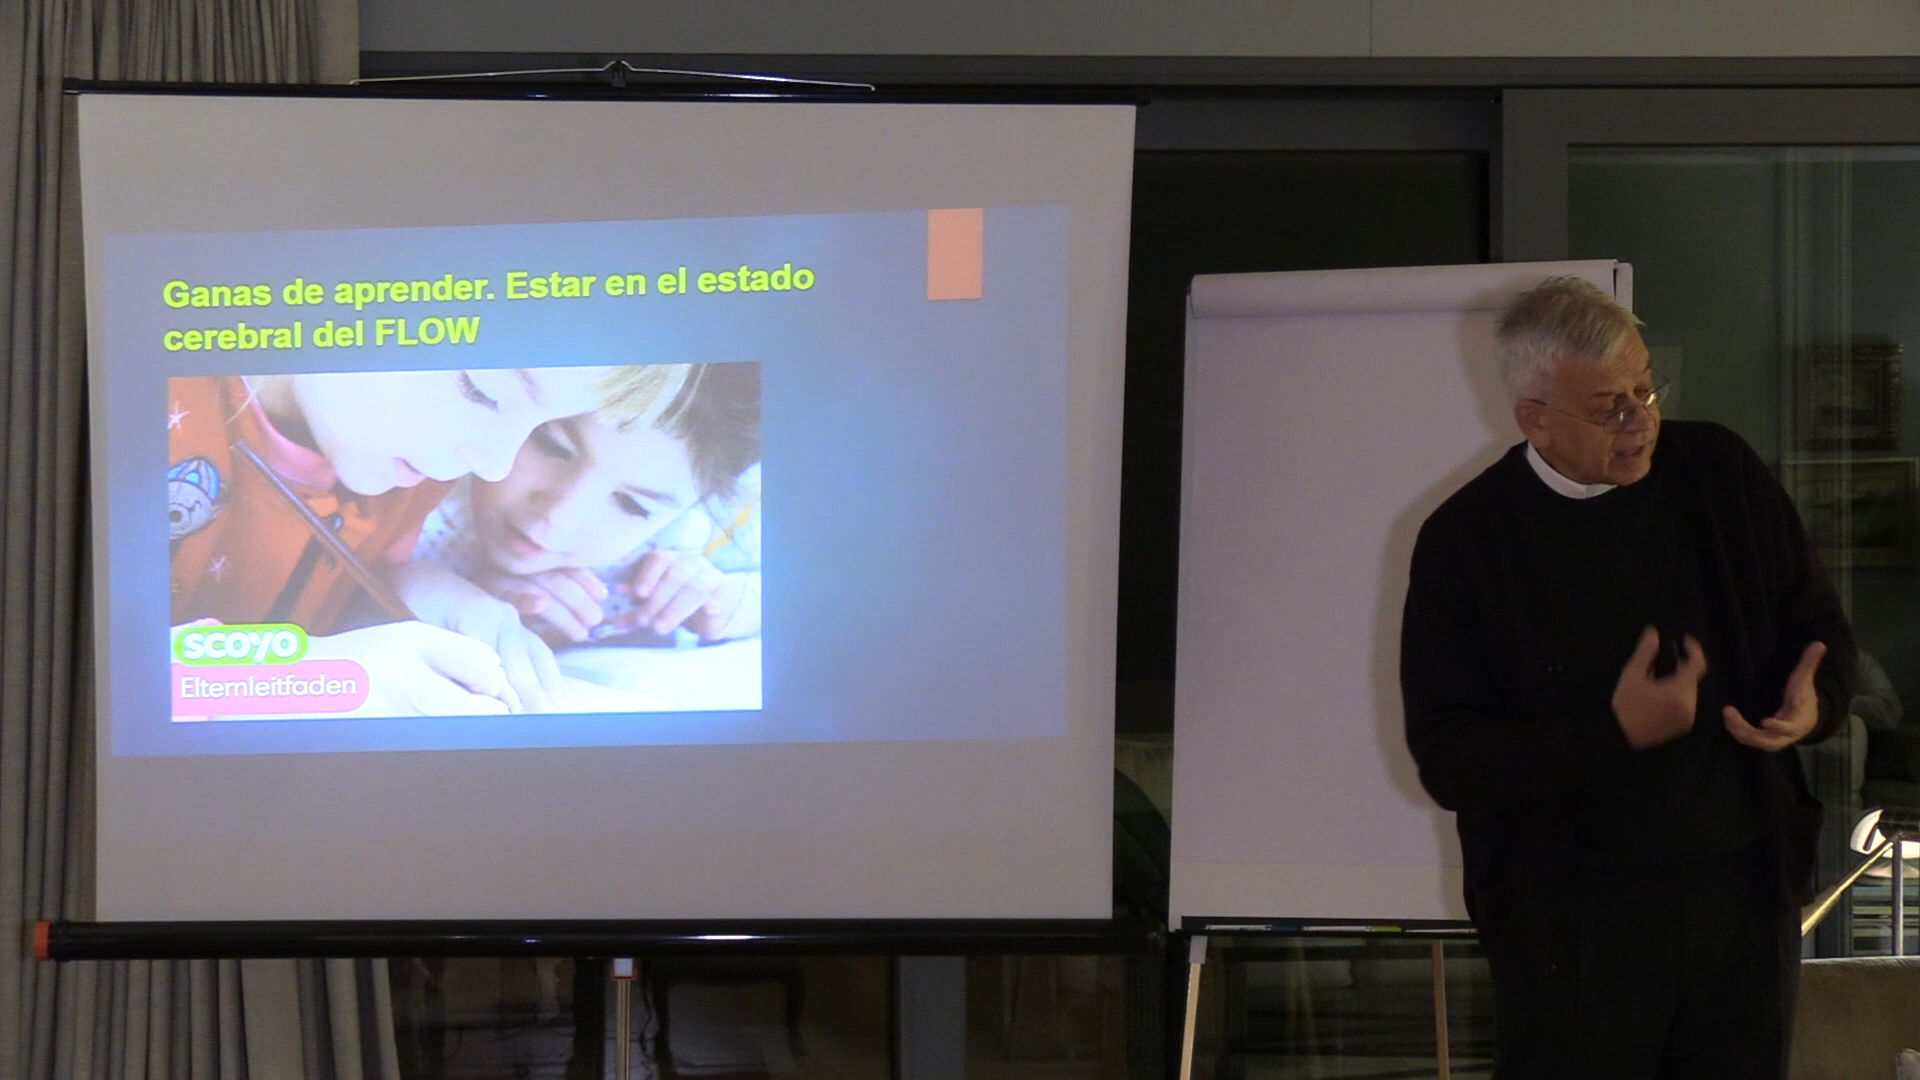 Ganas de aprender. Estar en el estado
cerebral del FLOW
scoyo
Elternleitfaden